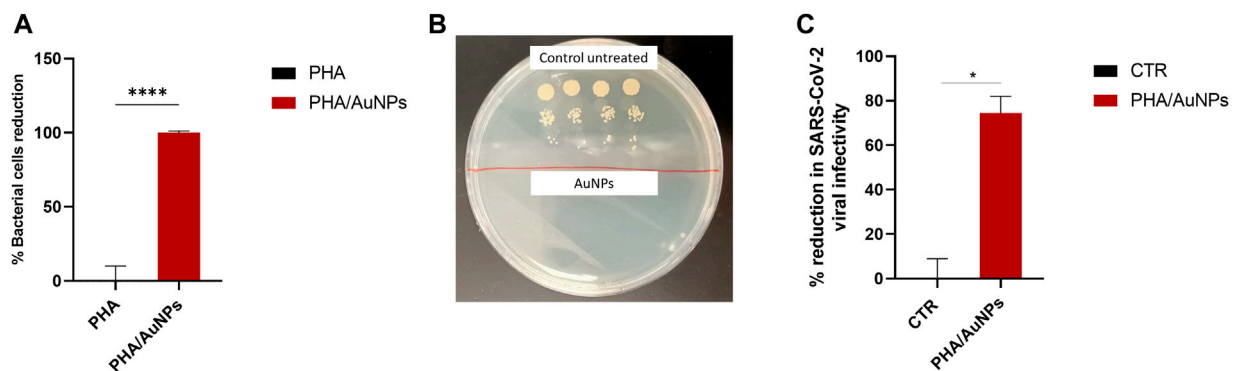 A
% Bacterial cells reduction
150
100
50
0
****
PHA
PHA/AuNPs
PHA
PHA/AuNPs
B
Control untreated
AuNPs
C
% reduction in SARS-CoV-2
viral infectivity
100
80
60
40
20
0
*
CTR
PHA/AuNPs
CTR
PHA/AuNPs